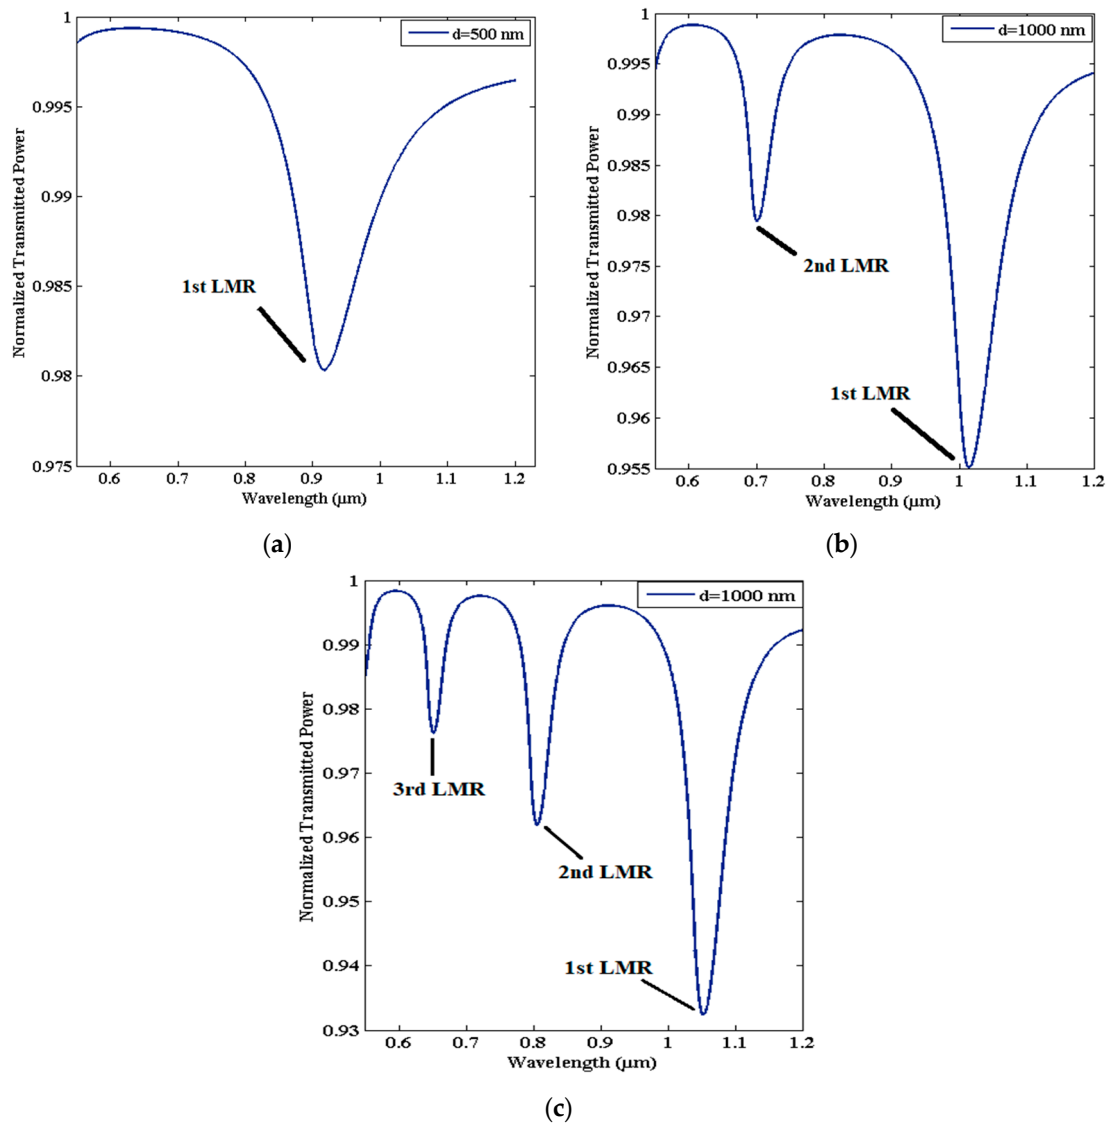 1
0.995
0.99
0.985
0.98
0.975
Normalized Transmitted Power
d=500 nm
1st LMR
0.6 0.7 0.8 0.9 1 1.1 1.2
Wavelength (µm)
(a)
1
0.995
0.99
0.985
0.98
0.975
0.97
0.965
0.96
0.955
Normalized Transmitted Power
d=1000 nm
2nd LMR
1st LMR
0.6 0.7 0.8 0.9 1 1.1 1.2
Wavelength (µm)
(b)
1
0.99
0.98
0.97
0.96
0.95
0.94
0.93
Normalized Transmitted Power
d=1000 nm
3rd LMR
2nd LMR
1st LMR
0.6 0.7 0.8 0.9 1 1.1 1.2
Wavelength (µm)
(c)